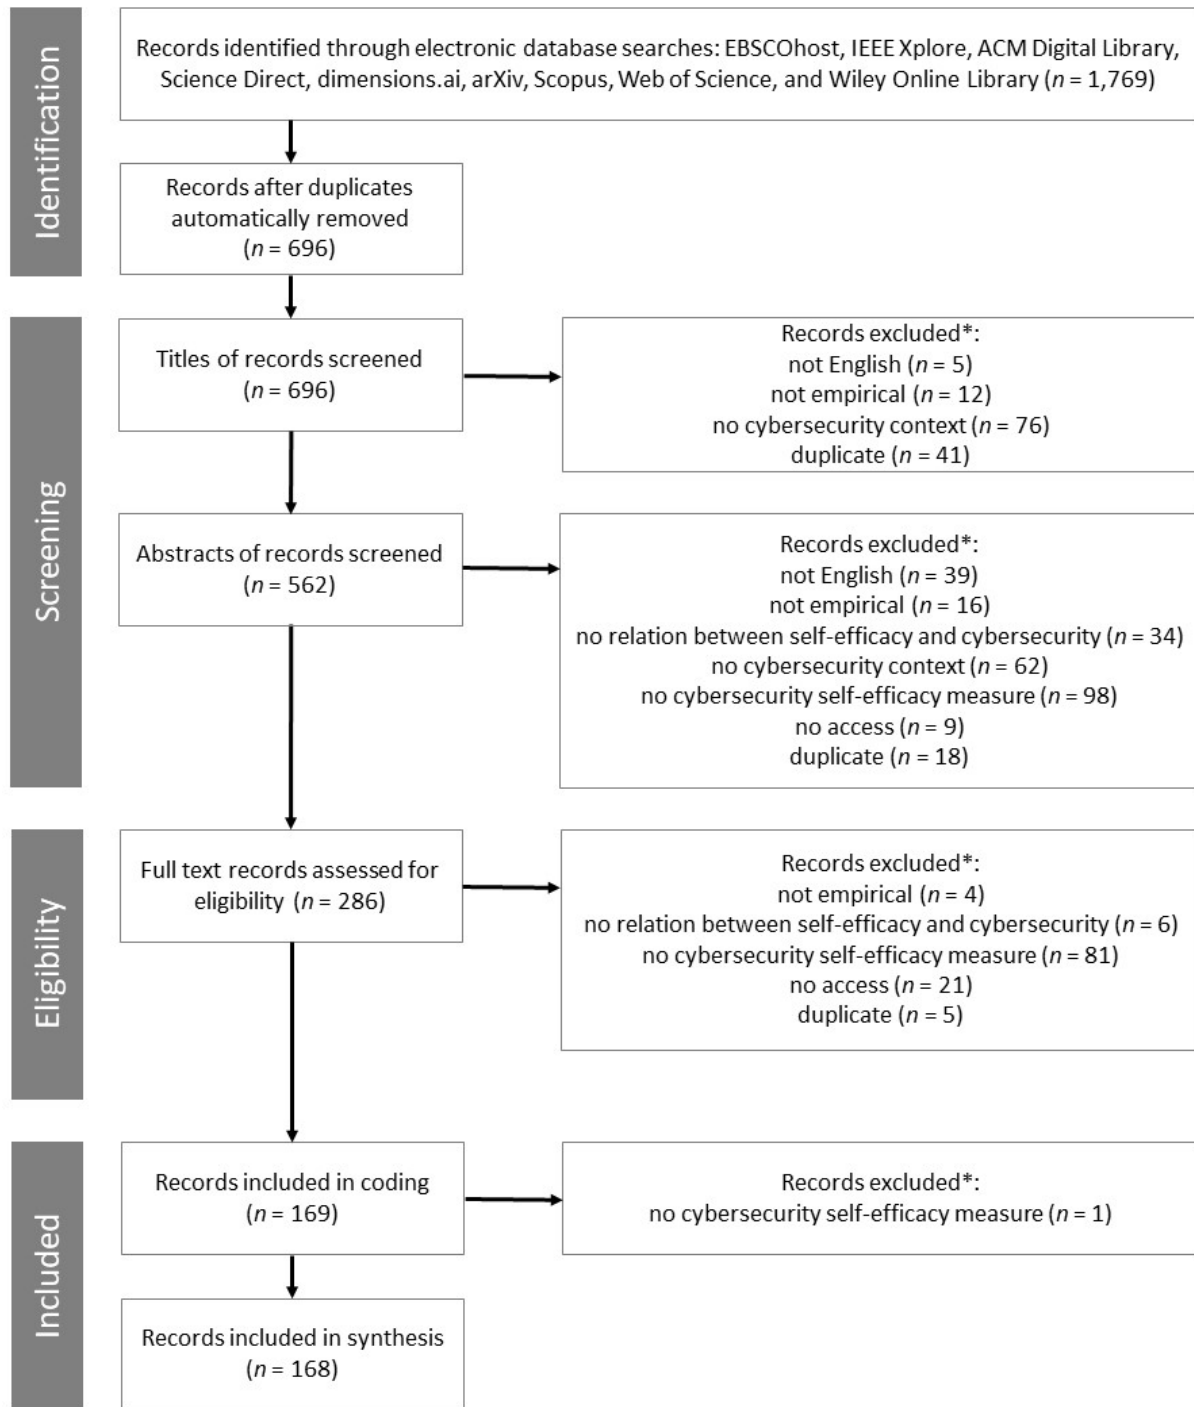 Identification
Records identified through electronic database searches: EBSCOhost, IEEE Xplore, ACM Digital Library,
Science Direct, dimensions.ai, arXiv, Scopus, Web of Science, and Wiley Online Library (n = 1,769)
Records after duplicates
automatically removed
(n = 696)
Screening
Titles of records screened
(n = 696)
Records excluded*:
not English (n = 5)
not empirical (n = 12)
no cybersecurity context (n = 76)
duplicate (n = 41)
Abstracts of records screened
(n = 562)
Records excluded*:
not English (n = 39)
not empirical (n = 16)
no relation between self-efficacy and cybersecurity (n = 34)
no cybersecurity context (n = 62)
no cybersecurity self-efficacy measure (n = 98)
no access (n = 9)
duplicate (n = 18)
Eligibility
Full text records assessed for
eligibility (n = 286)
Records excluded*:
not empirical (n = 4)
no relation between self-efficacy and cybersecurity (n = 6)
no cybersecurity self-efficacy measure (n = 81)
no access (n = 21)
duplicate (n = 5)
Included
Records included in coding
(n = 169)
Records excluded*:
no cybersecurity self-efficacy measure (n = 1)
Records included in synthesis
(n = 168)